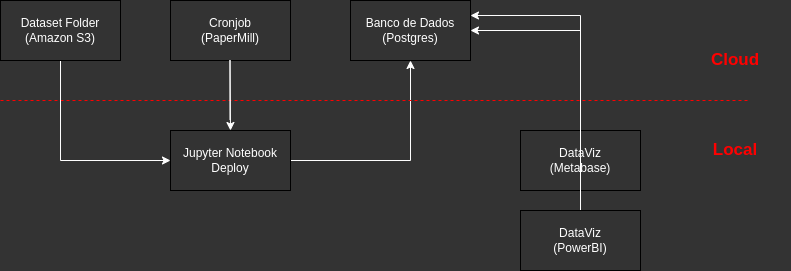 Dataset Folder
(Amazon S3)
Cronjob
(PaperMill)
Banco de Dados
(Postgres)
Cloud
Jupyter Notebook
Deploy
DataViz
(Metabase)
Local
DataViz
(PowerBI)